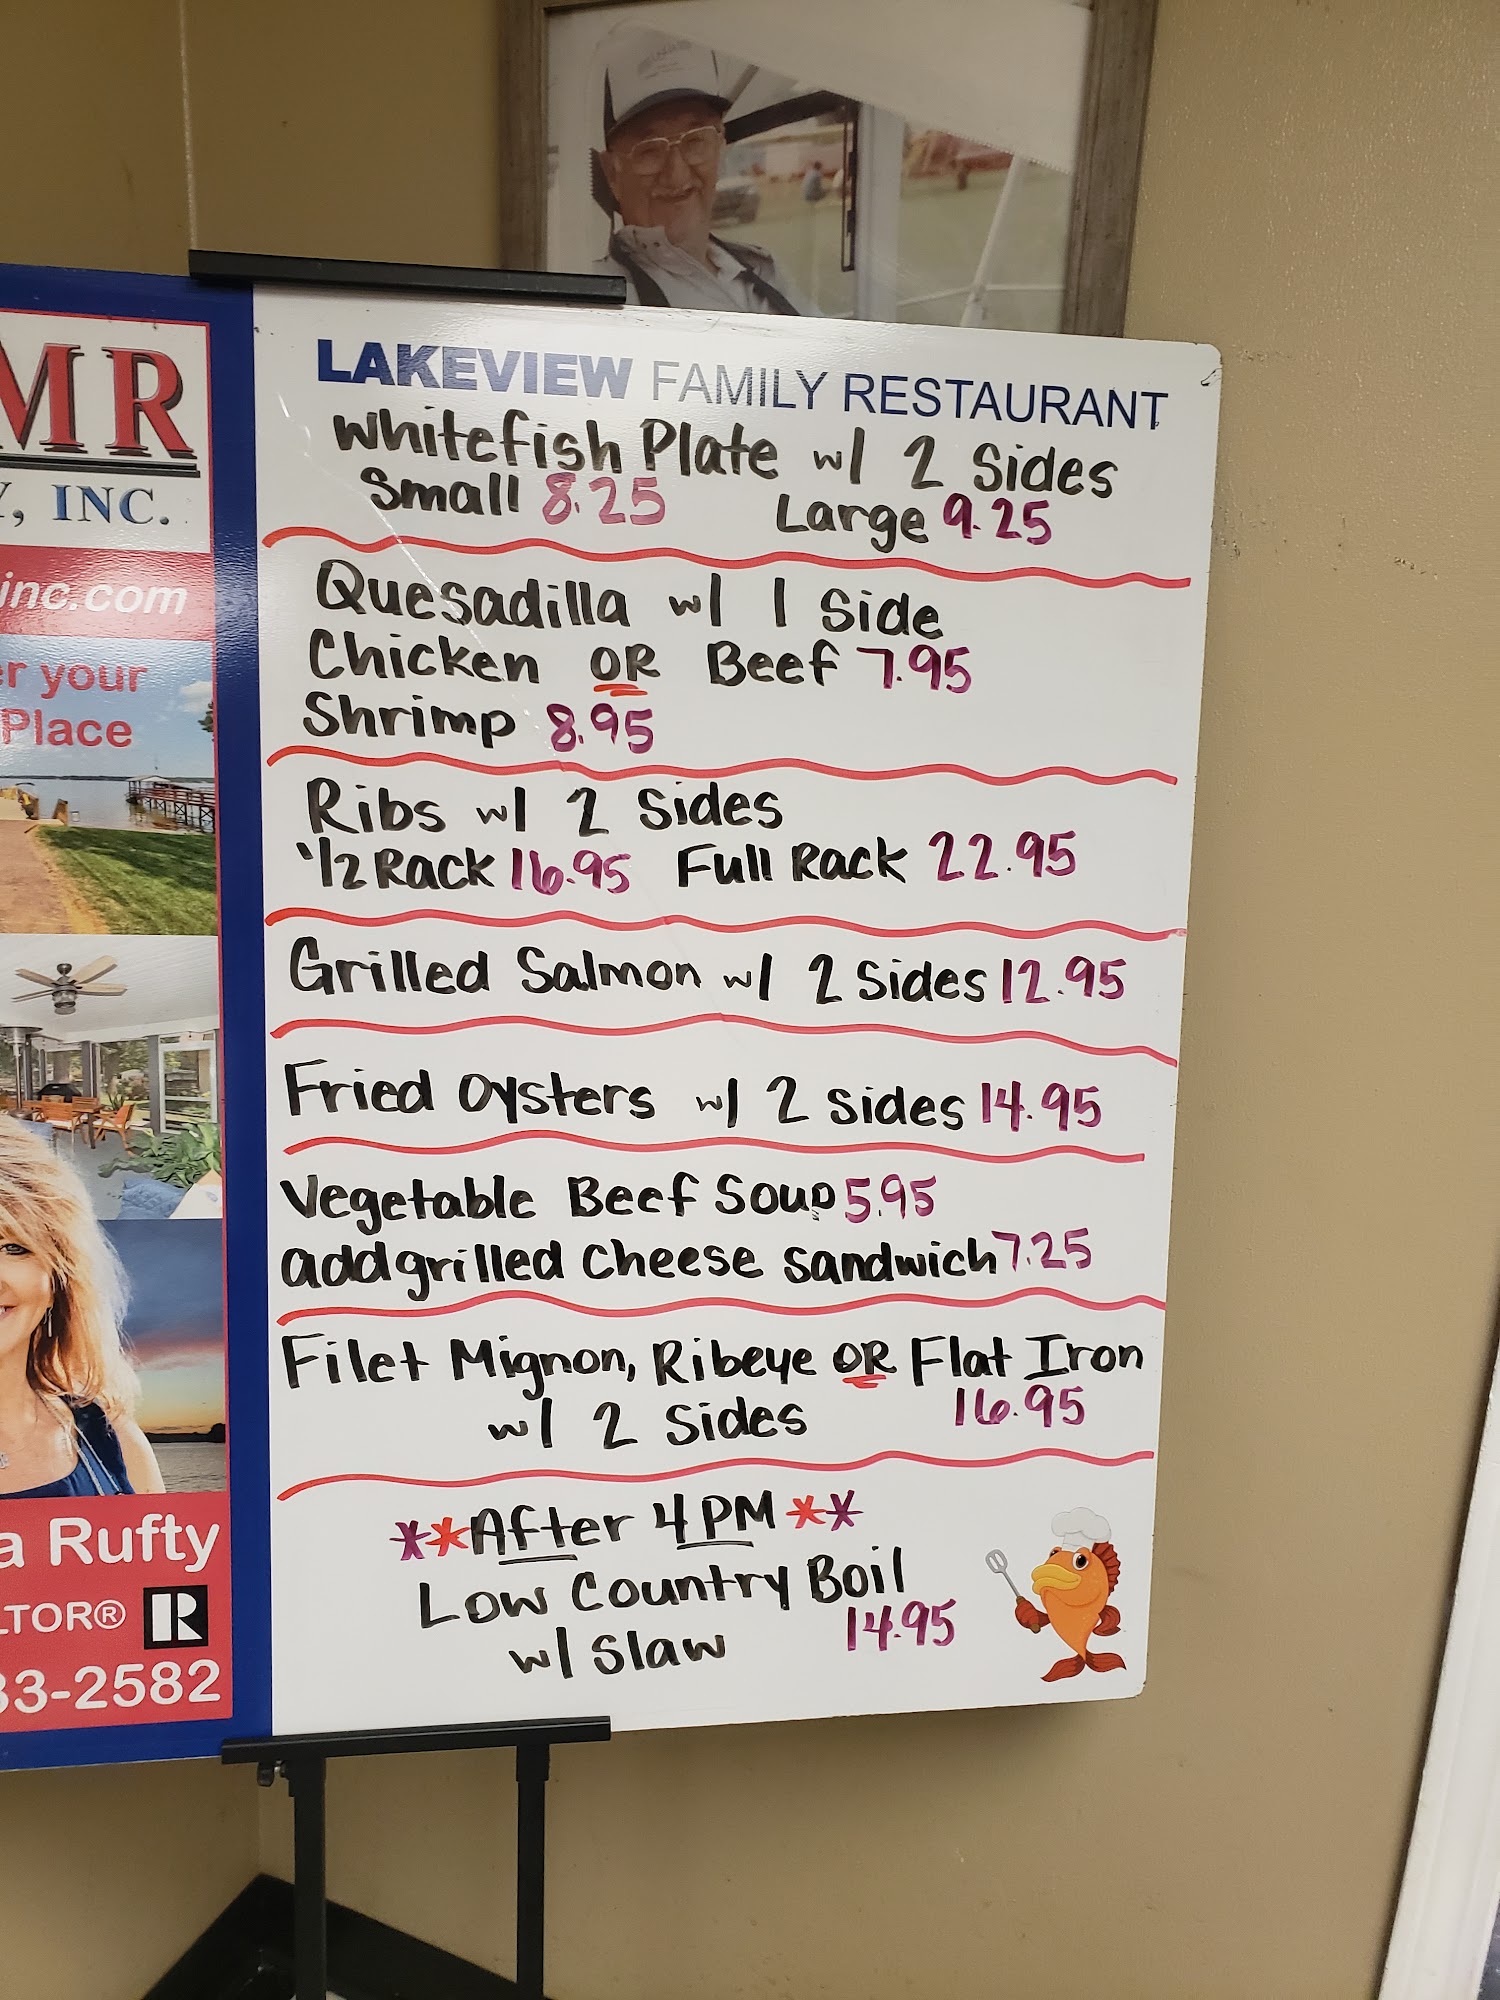 MR
Y, INC.
inc.com
r your
Place
a Rufty
LTOR® R
33-2582
LAKEVIEW FAMILY RESTAURANT
Whitefish Plate w/ 2 Sides
Small 8.25 Large 9.25
Quesadilla w/ 1 Side
Chicken OR Beef 7.95
Shrimp 8.95
Ribs w/ 2 Sides
1/2 Rack 16.95 Full Rack 22.95
Grilled Salmon w/ 2 Sides 12.95
Fried Oysters w/ 2 sides 14.95
Vegetable Beef Soup 5.95
add grilled cheese sandwich 7.25
Filet Mignon, Ribeye OR Flat Iron
w/ 2 Sides 16.95
**After 4PM**
Low Country Boil
w/ Slaw 14.95